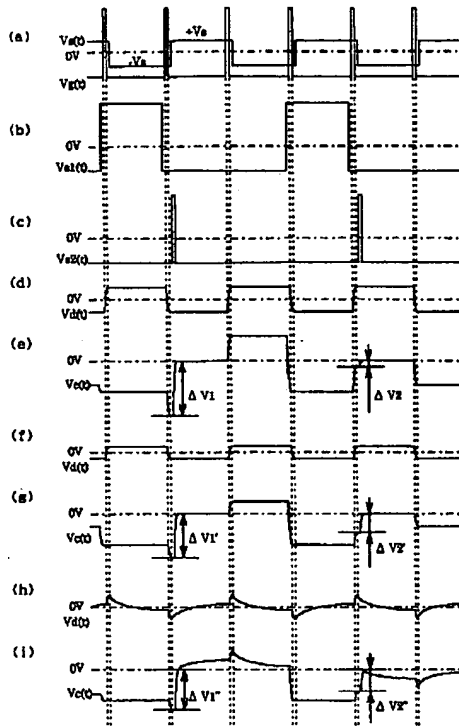 (a)
Vs(t)
+Vs
0V
-Vs
Vg(t)
(b)
0V
Vs1(t)
(c)
0V
Vs2(t)
(d)
0V
Vd(t)
(e)
0V
Vc(t)
Δ V1
Δ V2
(f)
0V
Vd(t)
(g)
0V
Vc(t)
Δ V1'
Δ V2'
(h)
0V
Vd(t)
(i)
0V
Vc(t)
Δ V1"
Δ V2"